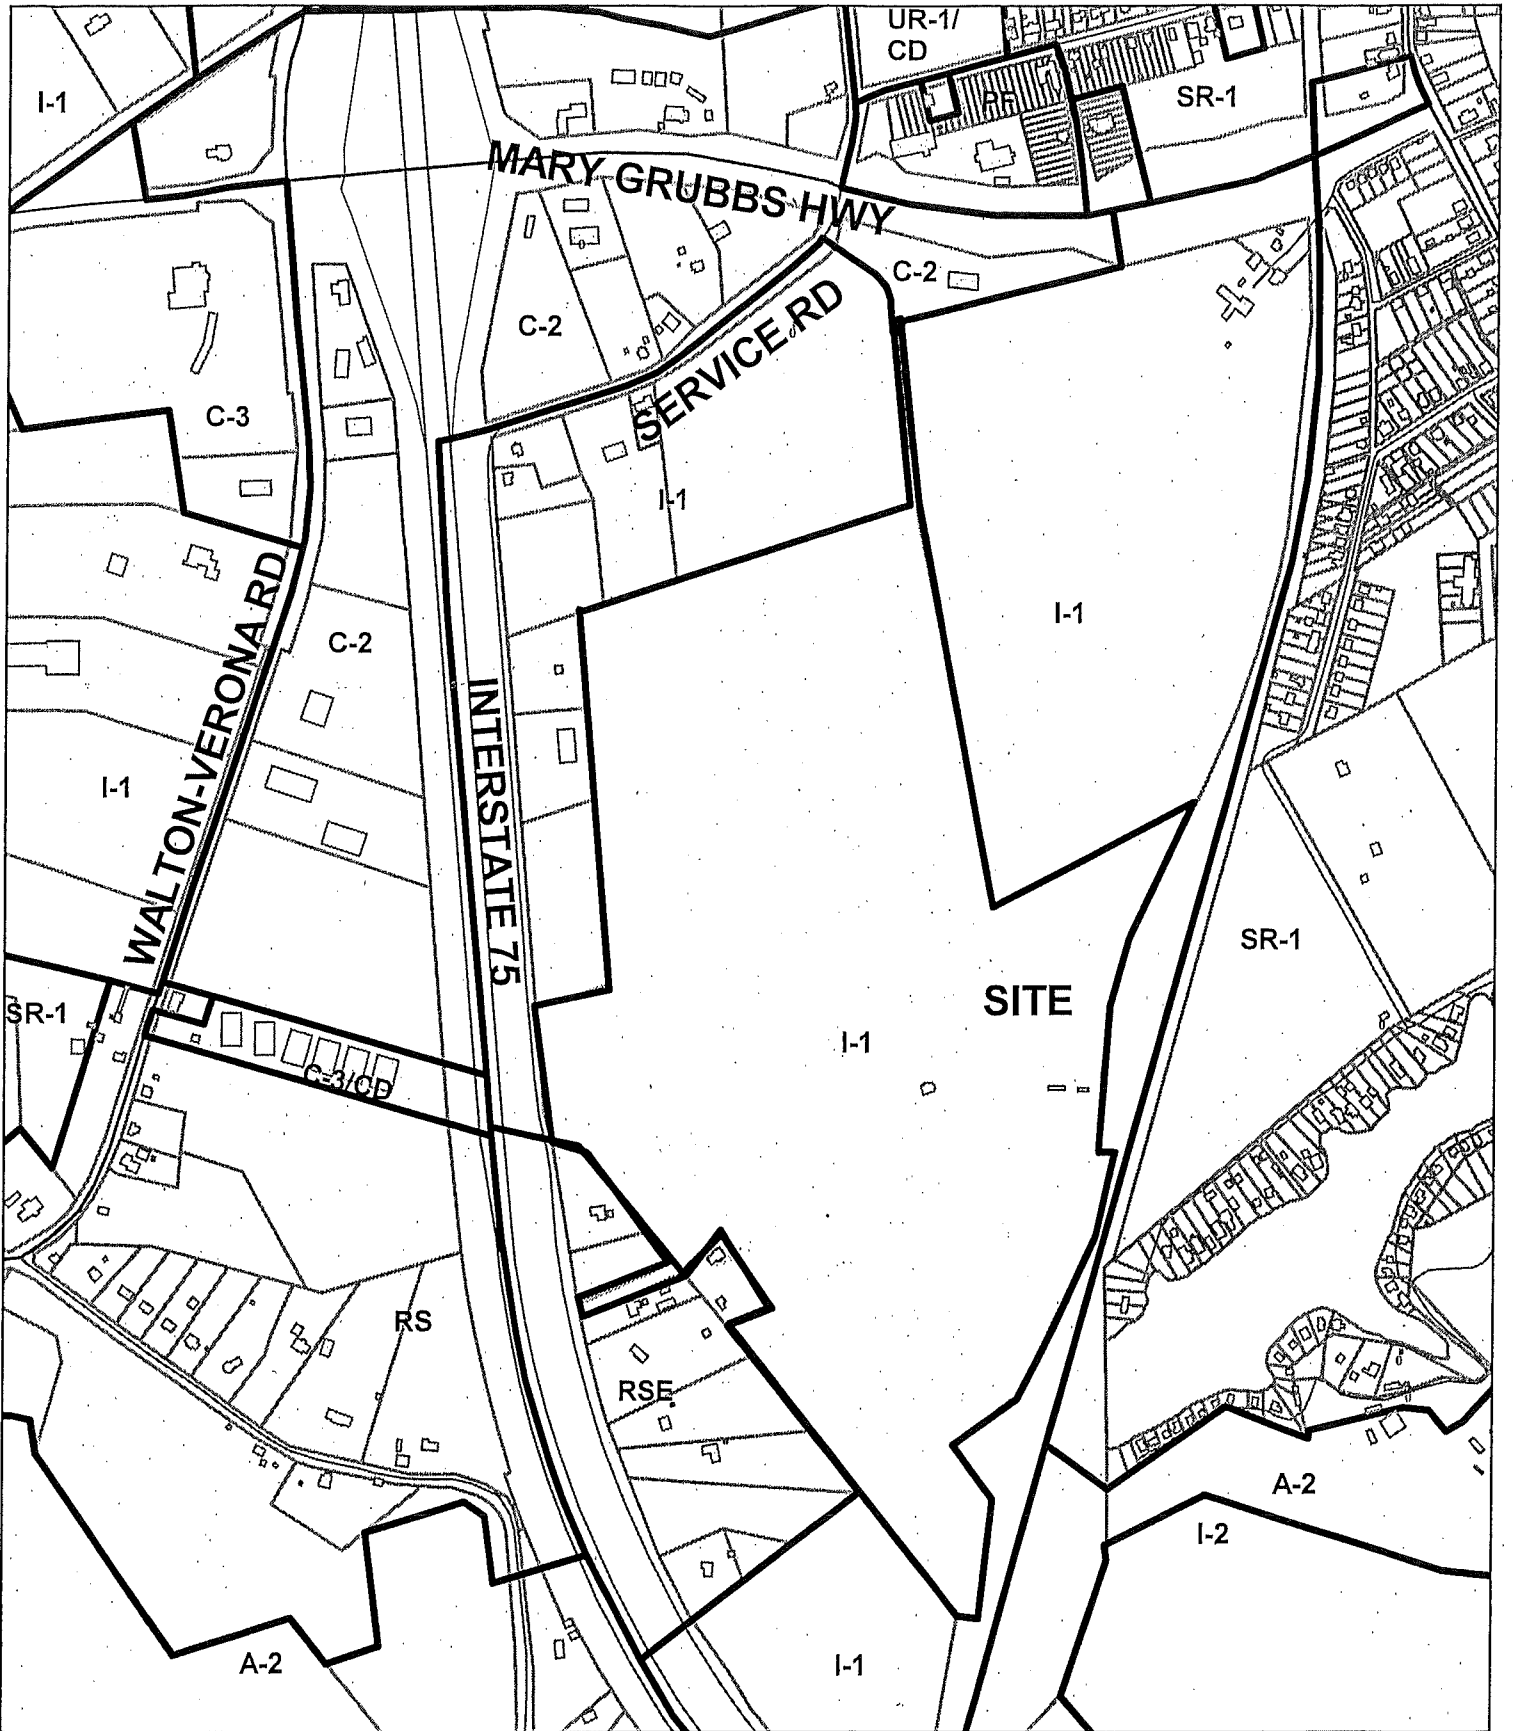 UR-1/
CD
I-1
PF
SR-1
MARY GRUBBS HWY
C-2
C-2
SERVICE RD
C-3
I-1
I-1
C-2
WALTON-VERONA RD
INTERSTATE 75
I-1
SR-1
SITE
SR-1
I-1
C-3/CD
RS
RSE
A-2
I-2
A-2
I-1